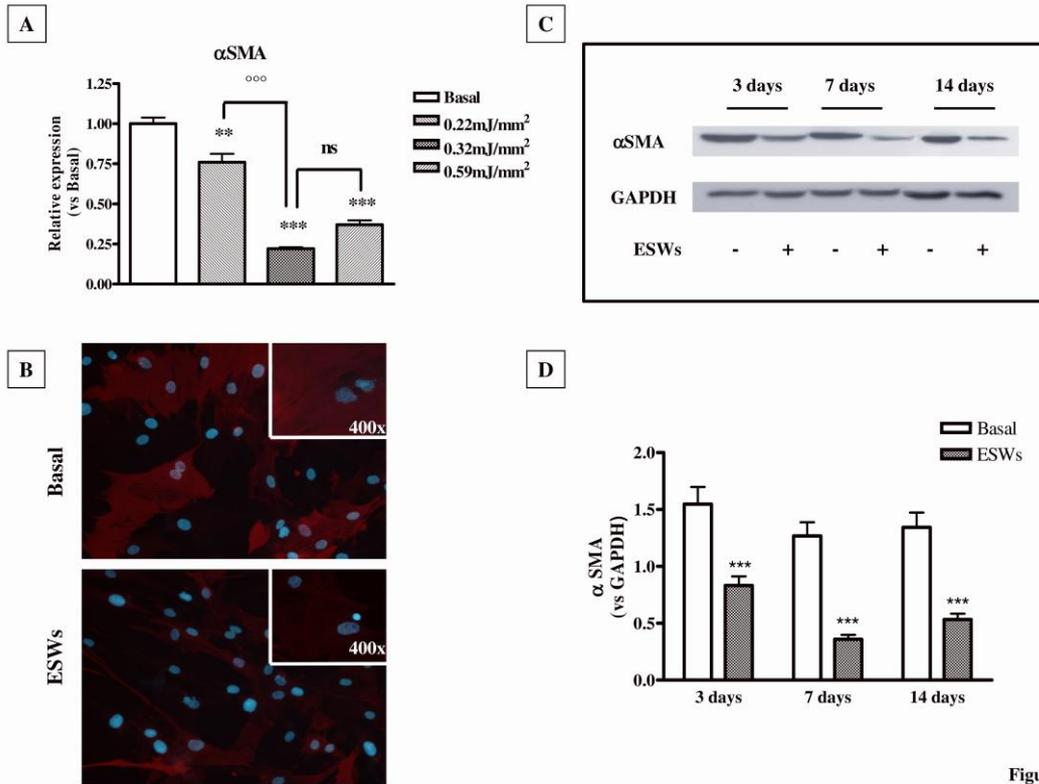 A
αSMA
°°°
1.25
1.00
0.75
0.50
0.25
0.00
Relative expression
(vs Basal)
**
***
ns
***
Basal
0.22mJ/mm²
0.32mJ/mm²
0.59mJ/mm²
B
Basal
400x
ESWs
400x
C
3 days 7 days 14 days
αSMA
GAPDH
ESWs - + - + - +
D
Basal
ESWs
2.0
1.5
1.0
0.5
0.0
α SMA
(vs GAPDH)
***
***
***
3 days 7 days 14 days
Figu